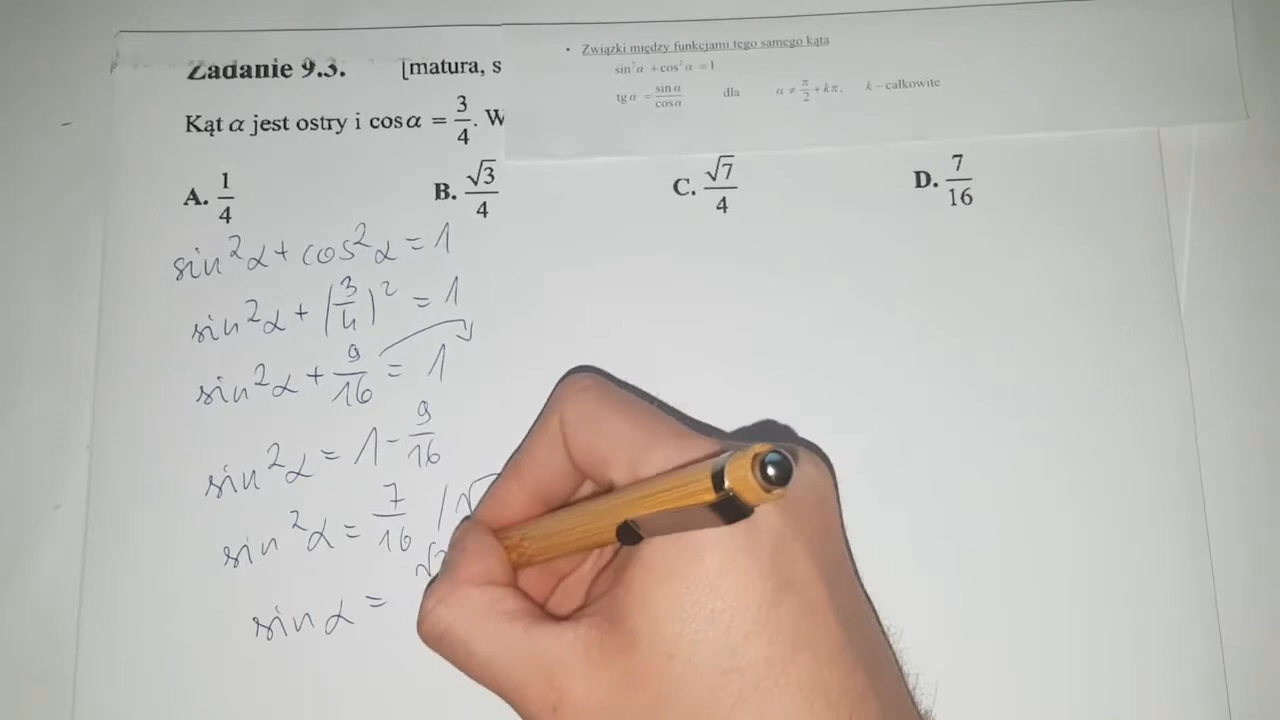 Zadanie 9.3. [matura, s
Kąt α jest ostry i cos α = 3/4. W
• Związki między funkcjami tego samego kąta
sin²α + cos²α = 1
tg α = sin α/cos α dla α ≠ π/2 + kπ, k – całkowite
A. 1/4 B. √3/4 C. √7/4 D. 7/16
sin²α + cos²α = 1
sin²α + (3/4)² = 1
sin²α + 9/16 = 1
sin²α = 1 - 9/16
sin²α = 7/16 /√
sin α =